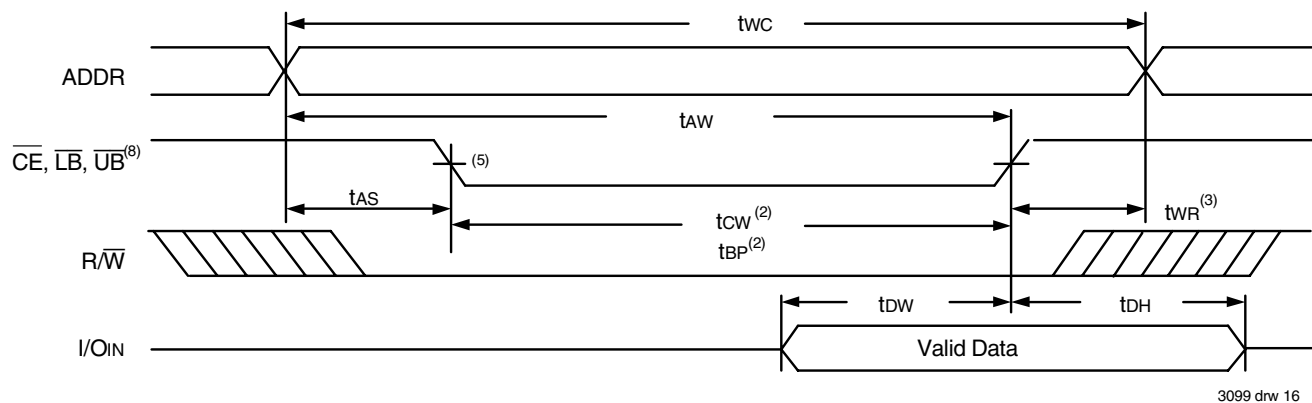 tWC
ADDR
tAW
CE, LB, UB(8)
(5)
tAS
tCW(2)
tWR(3)
tBP(2)
R/W
tDW
tDH
I/OIN
Valid Data
3099 drw 16